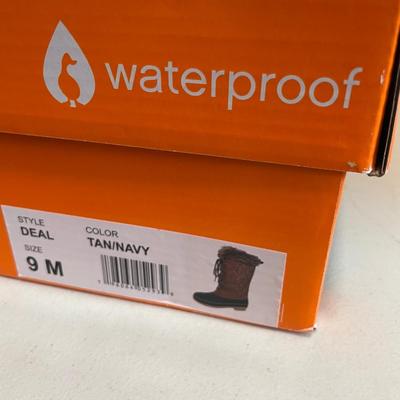 waterproof
STYLE
DEAL
COLOR
TAN/NAVY
SIZE
9 M